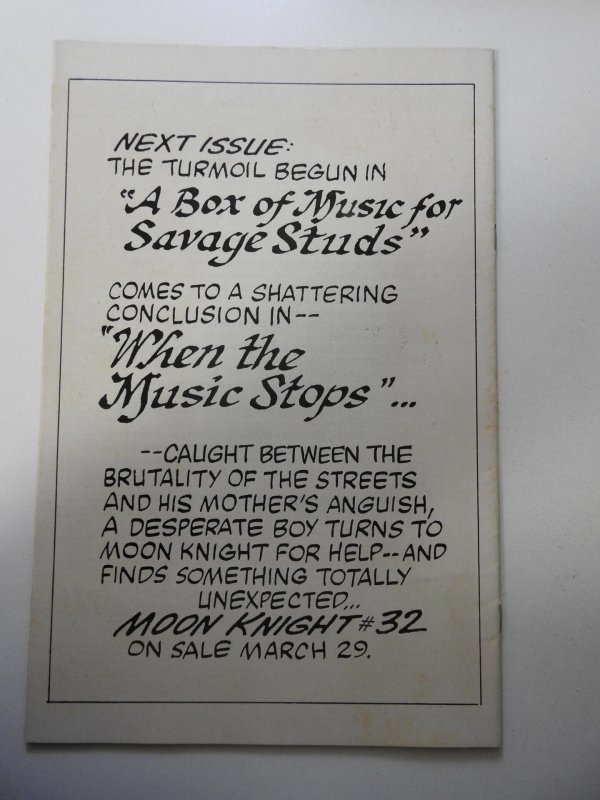 NEXT ISSUE:
THE TURMOIL BEGUN IN
"A Box of Music for
Savage Studs"
COMES TO A SHATTERING
CONCLUSION IN--
"When the
Music Stops"...
--CAUGHT BETWEEN THE
BRUTALITY OF THE STREETS
AND HIS MOTHER'S ANGUISH,
A DESPERATE BOY TURNS TO
MOON KNIGHT FOR HELP--AND
FINDS SOMETHING TOTALLY
UNEXPECTED...
MOON KNIGHT #32
ON SALE MARCH 29.